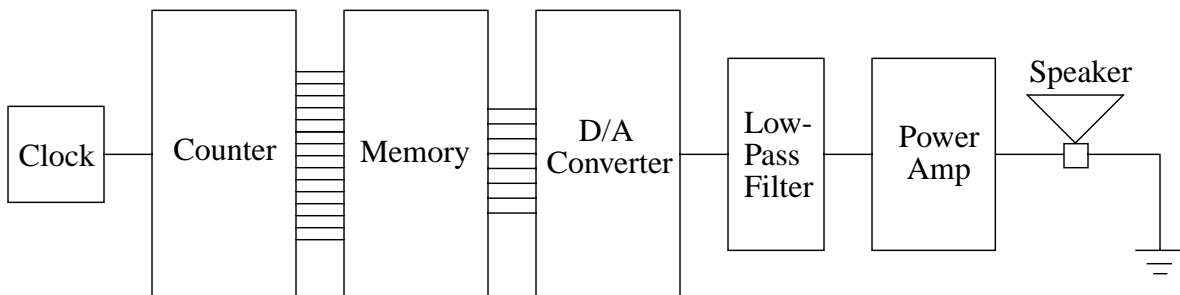 Clock
Counter
Memory
D/A
Converter
Low-
Pass
Filter
Power
Amp
Speaker